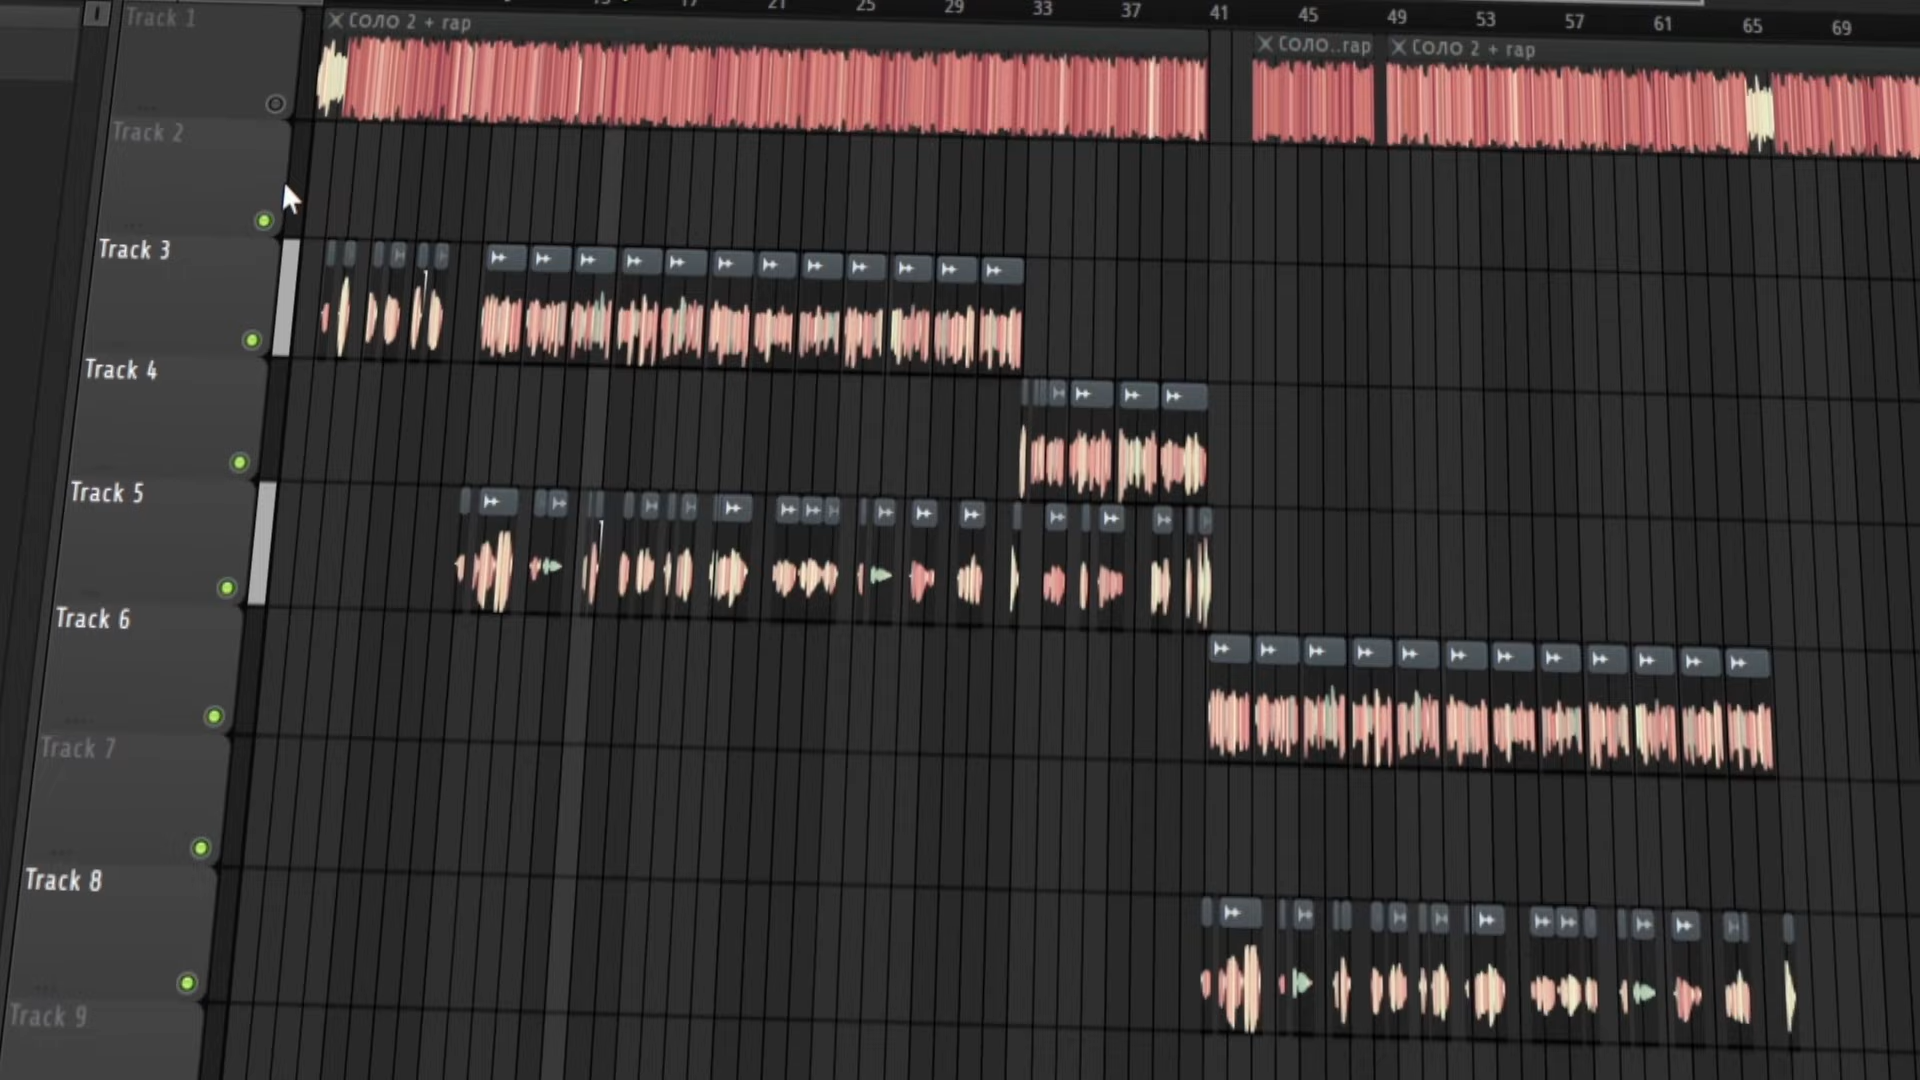 17 21 25 29 33 37 41 45 49 53 57 61 65 69
Track 1
СОЛО 2 + rap
СОЛО..rap
СОЛО 2 + rap
Track 2
Track 3
Track 4
Track 5
Track 6
Track 7
Track 8
Track 9